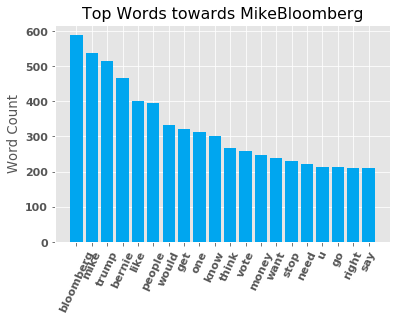 Top Words towards MikeBloomberg
Word Count
600
500
400
300
200
100
0
bloomberg
mike
trump
bernie
like
people
would
get
one
know
think
vote
money
want
stop
need
u
go
right
say